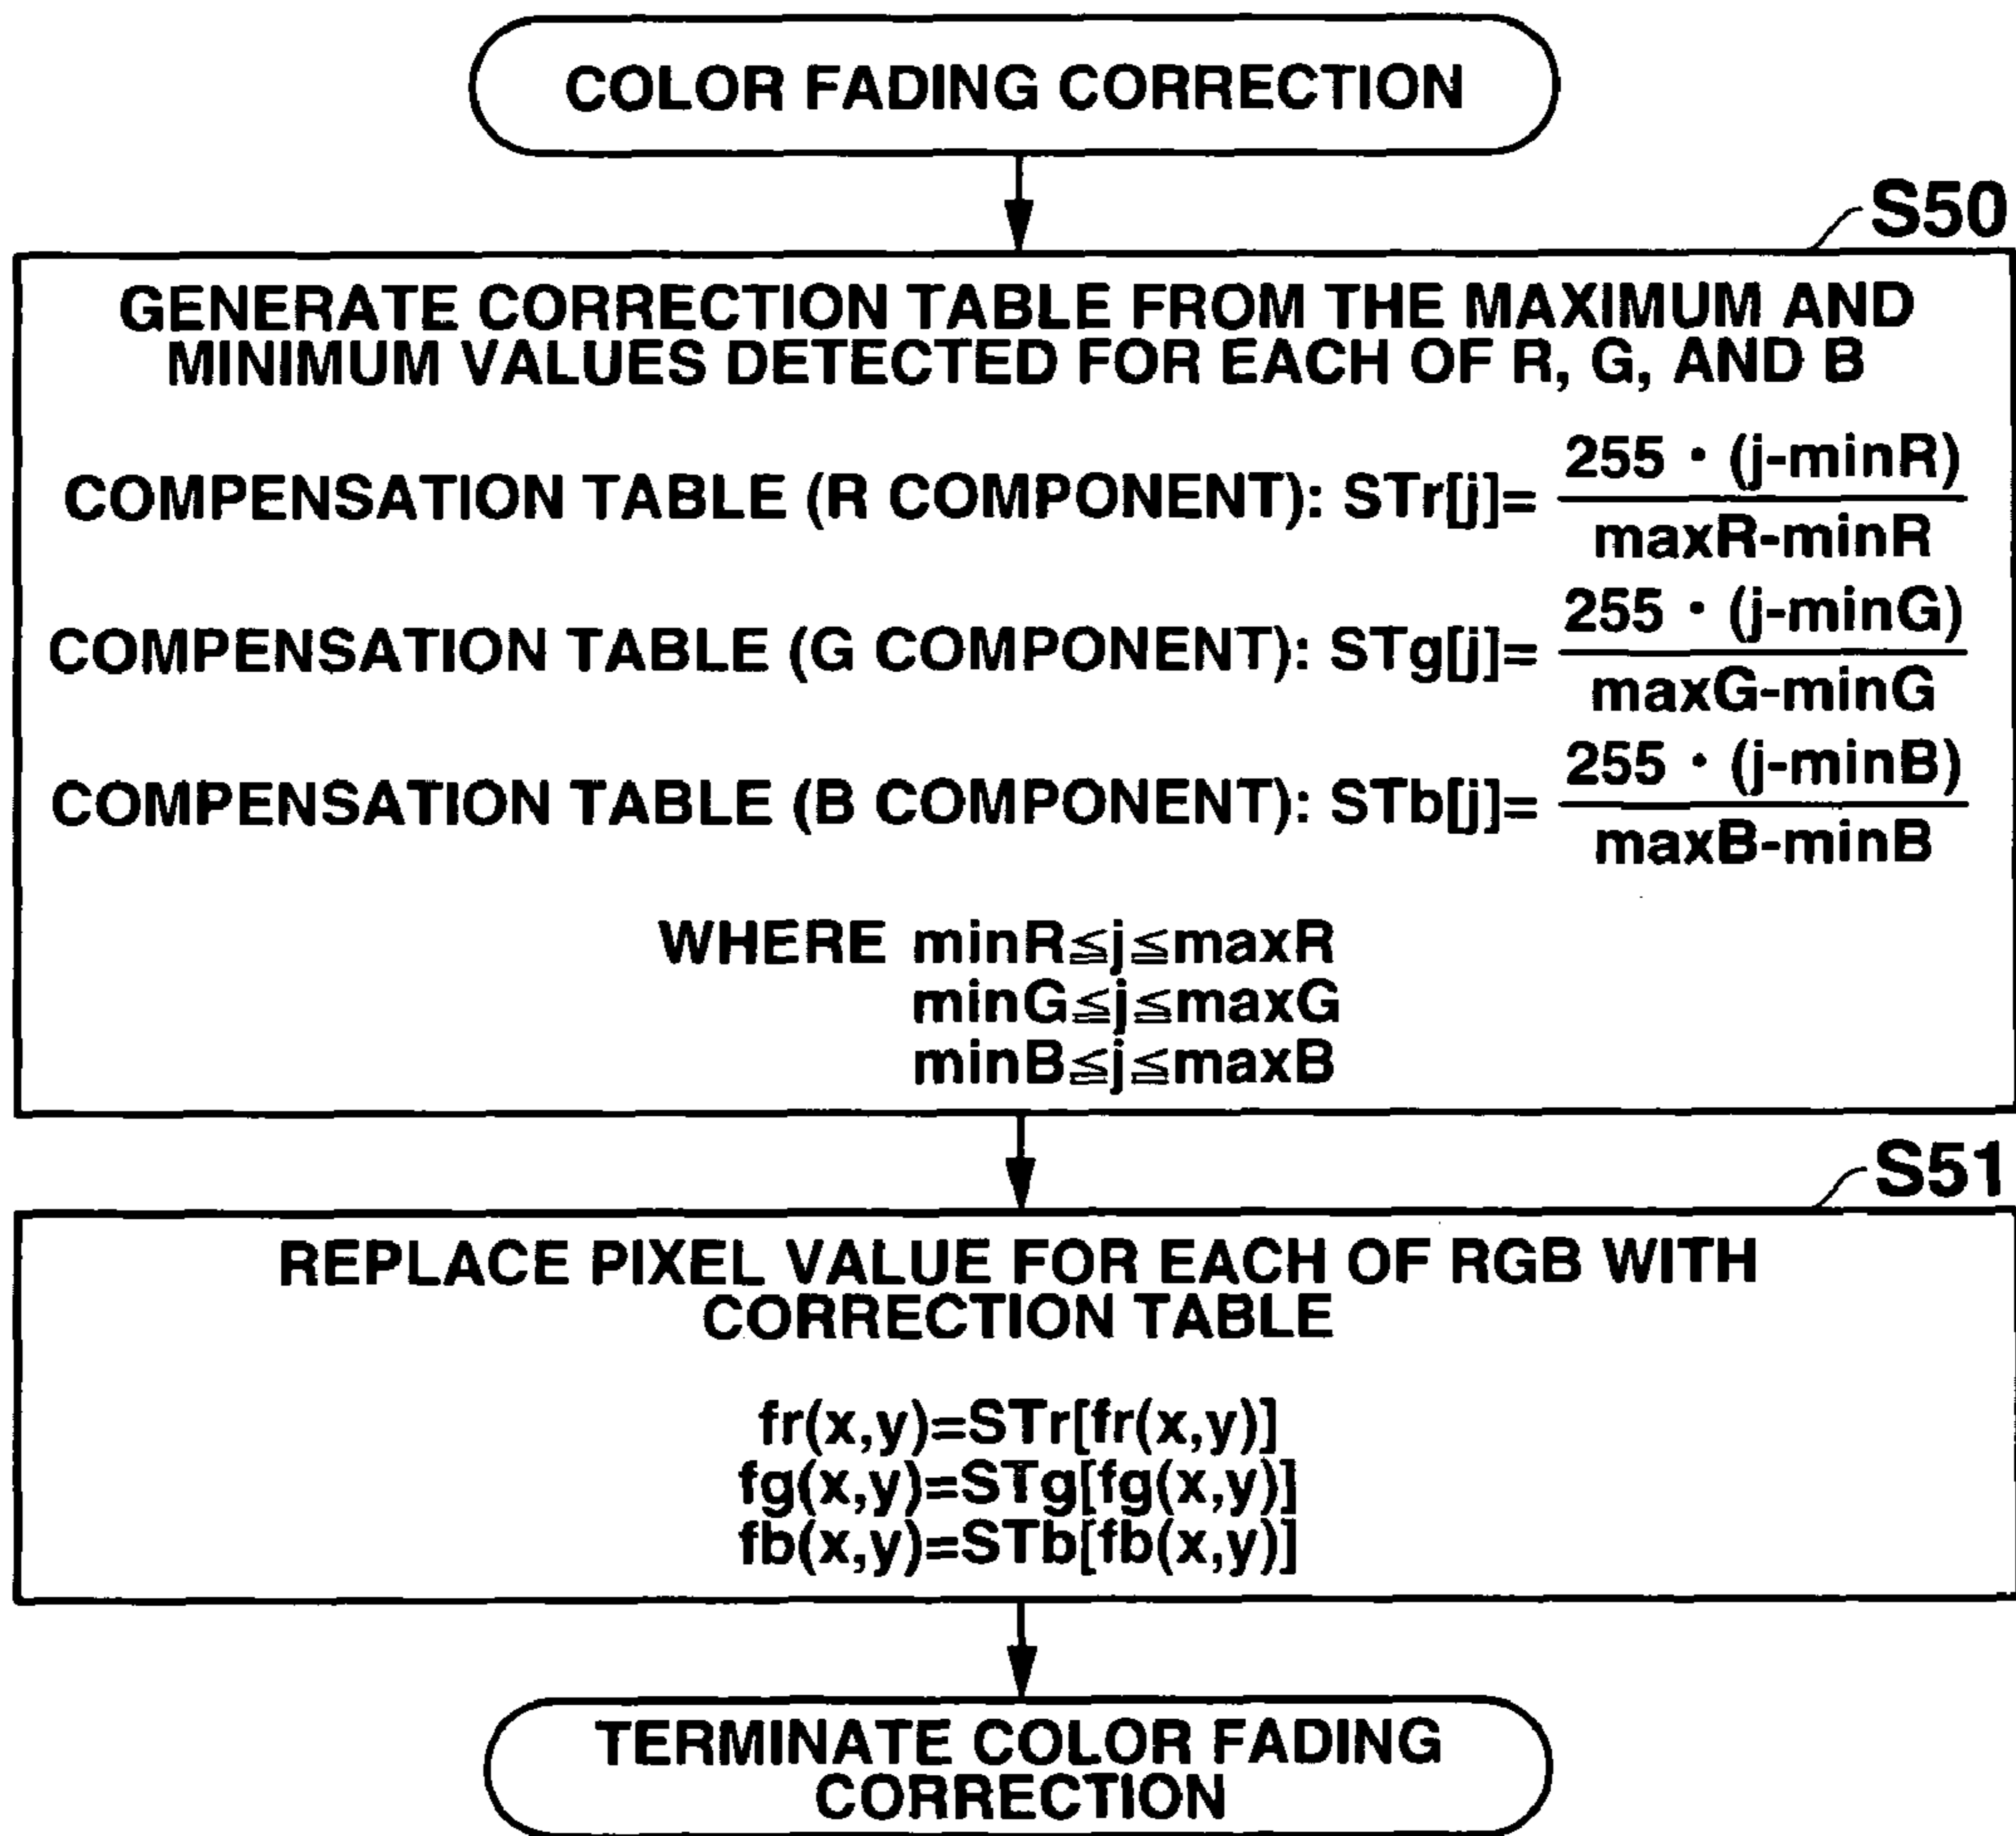 COLOR FADING CORRECTION
S50
GENERATE CORRECTION TABLE FROM THE MAXIMUM AND
MINIMUM VALUES DETECTED FOR EACH OF R, G, AND B
COMPENSATION TABLE (R COMPONENT): STr[j]= 255 · (j-minR)
maxR-minR
COMPENSATION TABLE (G COMPONENT): STg[j]= 255 · (j-minG)
maxG-minG
COMPENSATION TABLE (B COMPONENT): STb[j]= 255 · (j-minB)
maxB-minB
WHERE minR≦j≦maxR
minG≦j≦maxG
minB≦j≦maxB
S51
REPLACE PIXEL VALUE FOR EACH OF RGB WITH
CORRECTION TABLE
fr(x,y)=STr[fr(x,y)]
fg(x,y)=STg[fg(x,y)]
fb(x,y)=STb[fb(x,y)]
TERMINATE COLOR FADING
CORRECTION